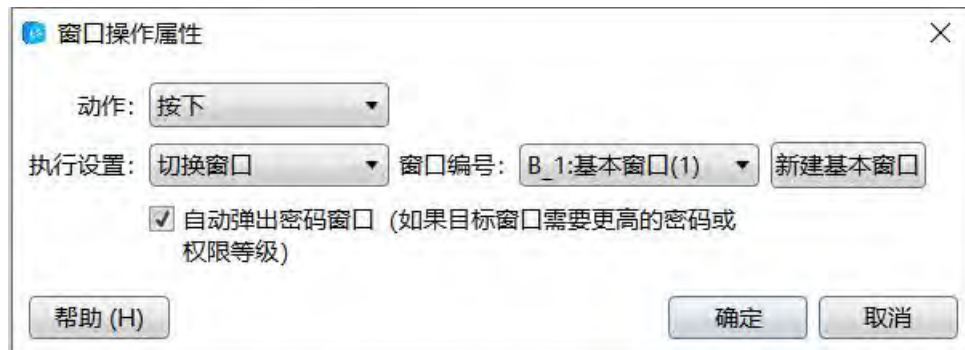 窗口操作属性
动作: 按下
执行设置: 切换窗口 窗口编号: B_1:基本窗口(1) 新建基本窗口
自动弹出密码窗口 (如果目标窗口需要更高的密码或
权限等级)
帮助 (H) 确定 取消